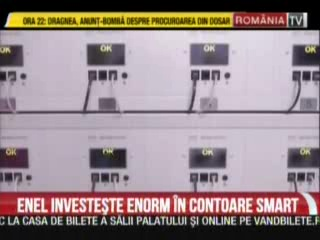 ORA 22: DRAGNEA, ANUNȚ-BOMBĂ DESPRE PROCUROAREA DIN DOSAR
ROMÂNIA TV
OK OK OK OK
OK OK OK OK
ENEL INVESTEȘTE ENORM ÎN CONTOARE SMART
LA CASA DE BILETE A SĂLII PALATULUI ȘI ONLINE PE VANDBILETE.